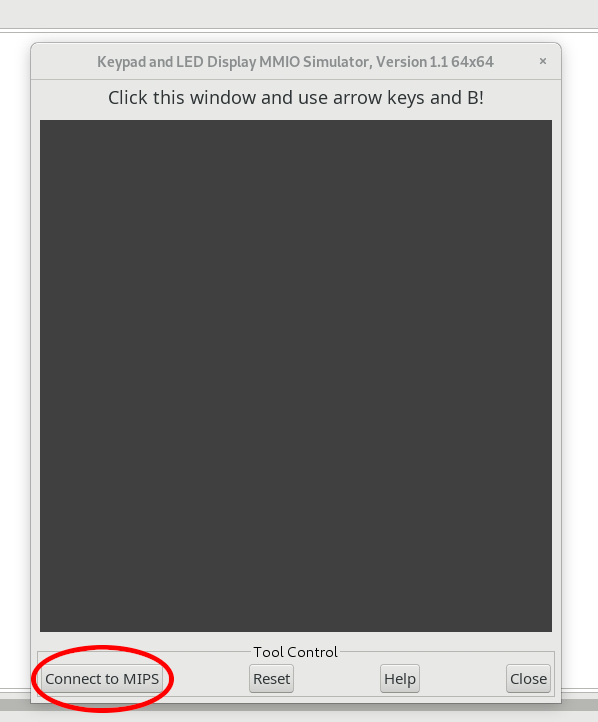 Keypad and LED Display MMIO Simulator, Version 1.1 64x64 ×
Click this window and use arrow keys and B!
Tool Control
Connect to MIPS Reset Help Close